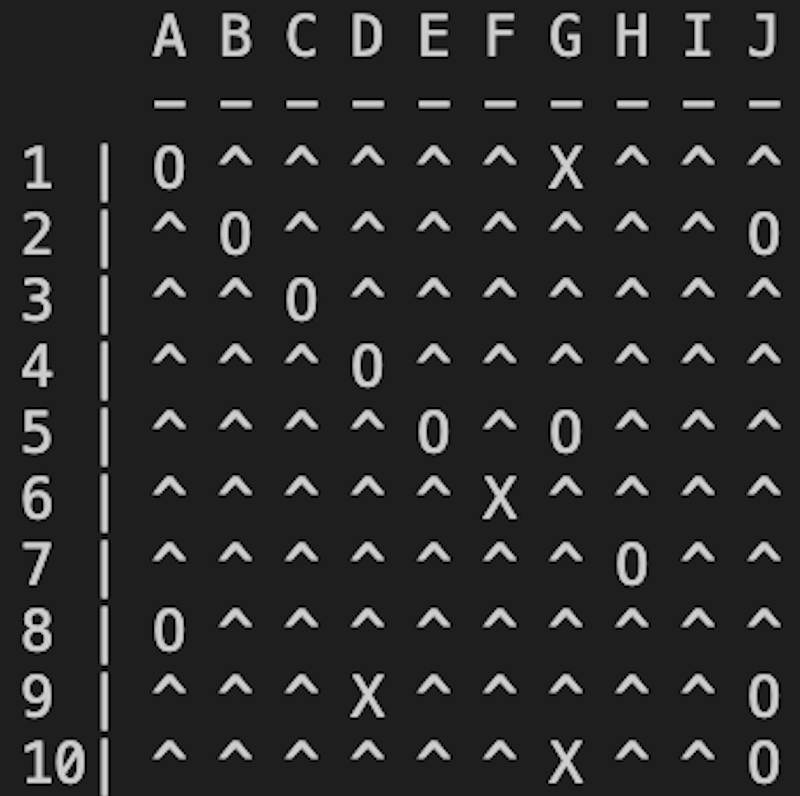 A B C D E F G H I J
– – – – – – – – – –
1 | O ^ ^ ^ ^ ^ X ^ ^ ^
2 | ^ O ^ ^ ^ ^ ^ ^ ^ O
3 | ^ ^ O ^ ^ ^ ^ ^ ^ ^
4 | ^ ^ ^ O ^ ^ ^ ^ ^ ^
5 | ^ ^ ^ ^ O ^ O ^ ^ ^
6 | ^ ^ ^ ^ ^ X ^ ^ ^ ^
7 | ^ ^ ^ ^ ^ ^ ^ O ^ ^
8 | O ^ ^ ^ ^ ^ ^ ^ ^ ^
9 | ^ ^ ^ X ^ ^ ^ ^ ^ O
10| ^ ^ ^ ^ ^ ^ X ^ ^ O